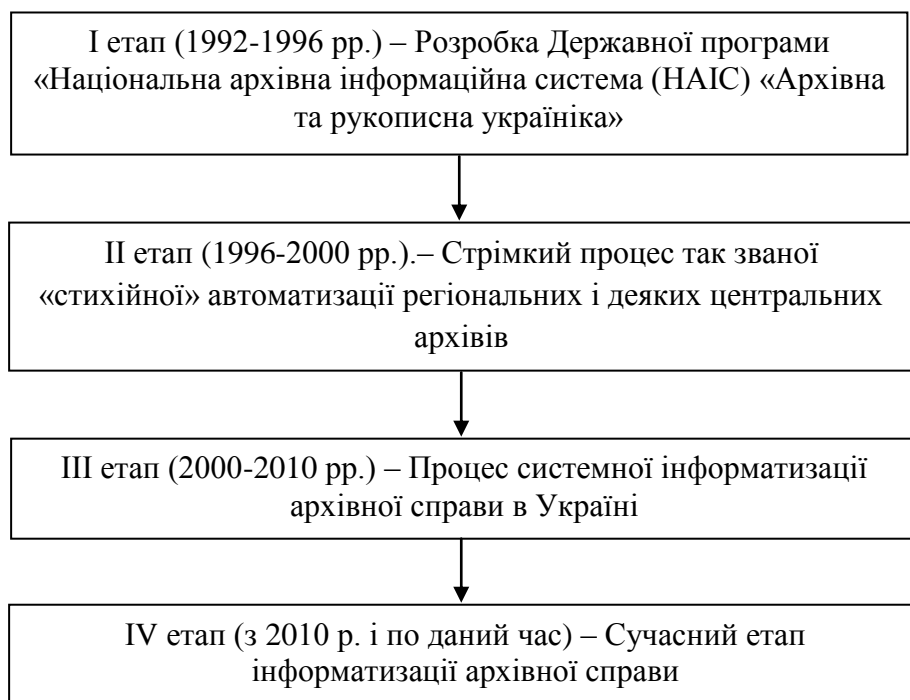 І етап (1992-1996 рр.) – Розробка Державної програми
«Національна архівна інформаційна система (НАІС) «Архівна
та рукописна україніка»
ІІ етап (1996-2000 рр.).– Стрімкий процес так званої
«стихійної» автоматизації регіональних і деяких центральних
архівів
ІІІ етап (2000-2010 рр.) – Процес системної інформатизації
архівної справи в Україні
IV етап (з 2010 р. і по даний час) – Сучасний етап
інформатизації архівної справи